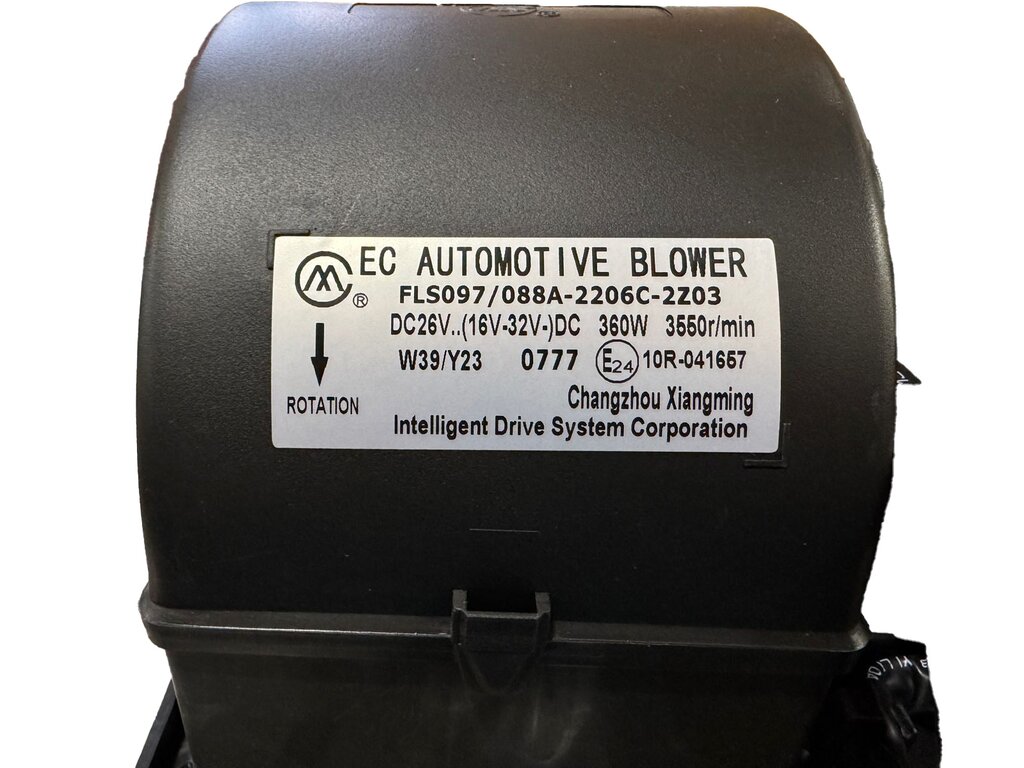 EC AUTOMOTIVE BLOWER
®
FLS097/088A-2206C-2Z03
DC26V..(16V-32V-)DC 360W 3550r/min
W39/Y23 0777 E24 10R-041657
ROTATION
Changzhou Xiangming
Intelligent Drive System Corporation